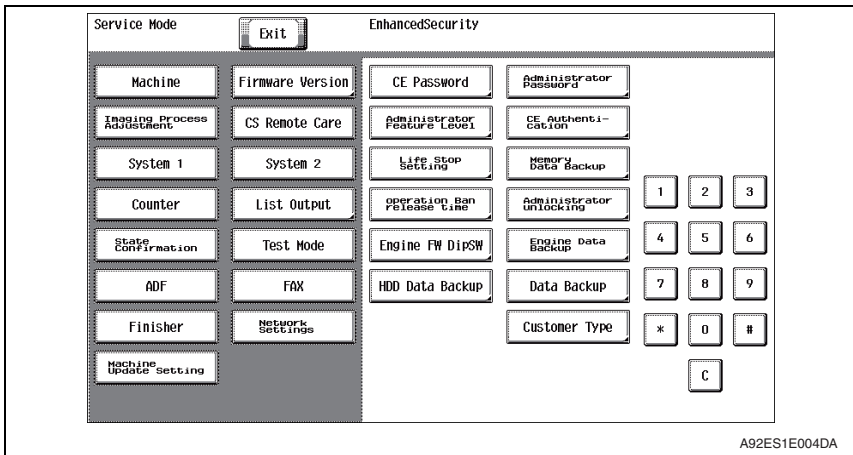 Service Mode
Exit
EnhancedSecurity
Machine
Firmware Version
CE Password
Administrator
Password
Imaging Process
Adjustment
CS Remote Care
Administrator
Feature Level
CE Authenti-
cation
System 1
System 2
Life Stop
Setting
Memory
Data Backup
Counter
List Output
operation Ban
release time
Administrator
unlocking
State
Confirmation
Test Mode
Engine FW DipSW
Engine Data
Backup
ADF
FAX
HDD Data Backup
Data Backup
Finisher
Network
Settings
Customer Type
Machine
Update Setting
1 2 3
4 5 6
7 8 9
* 0 #
C
A92ES1E004DA